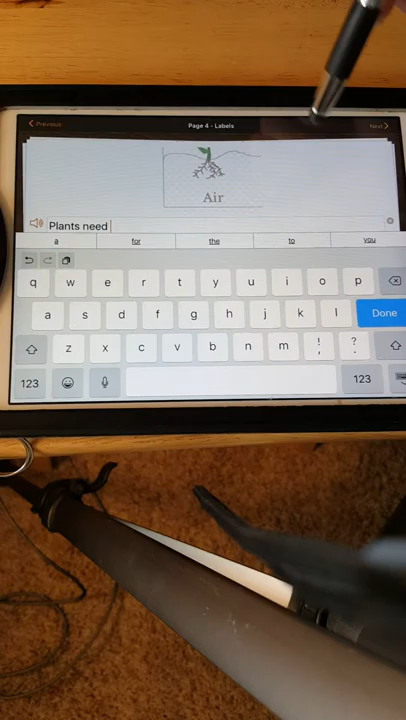 Previous
Page 4 - Labels
Next
Air
Plants need
a for the to you
q w e r t y u i o p
a s d f g h j k l Done
z x c v b n m ! , ? .
123 123